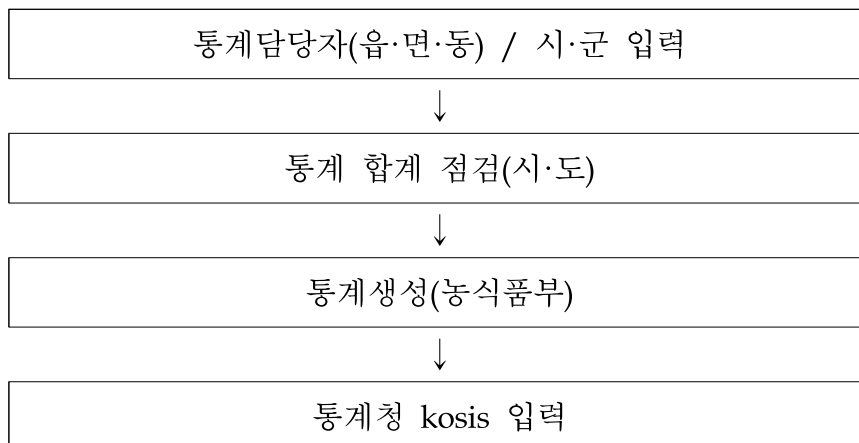 통계담당자(읍·면·동) / 시·군 입력
↓
통계 합계 점검(시·도)
↓
통계생성(농식품부)
↓
통계청 kosis 입력